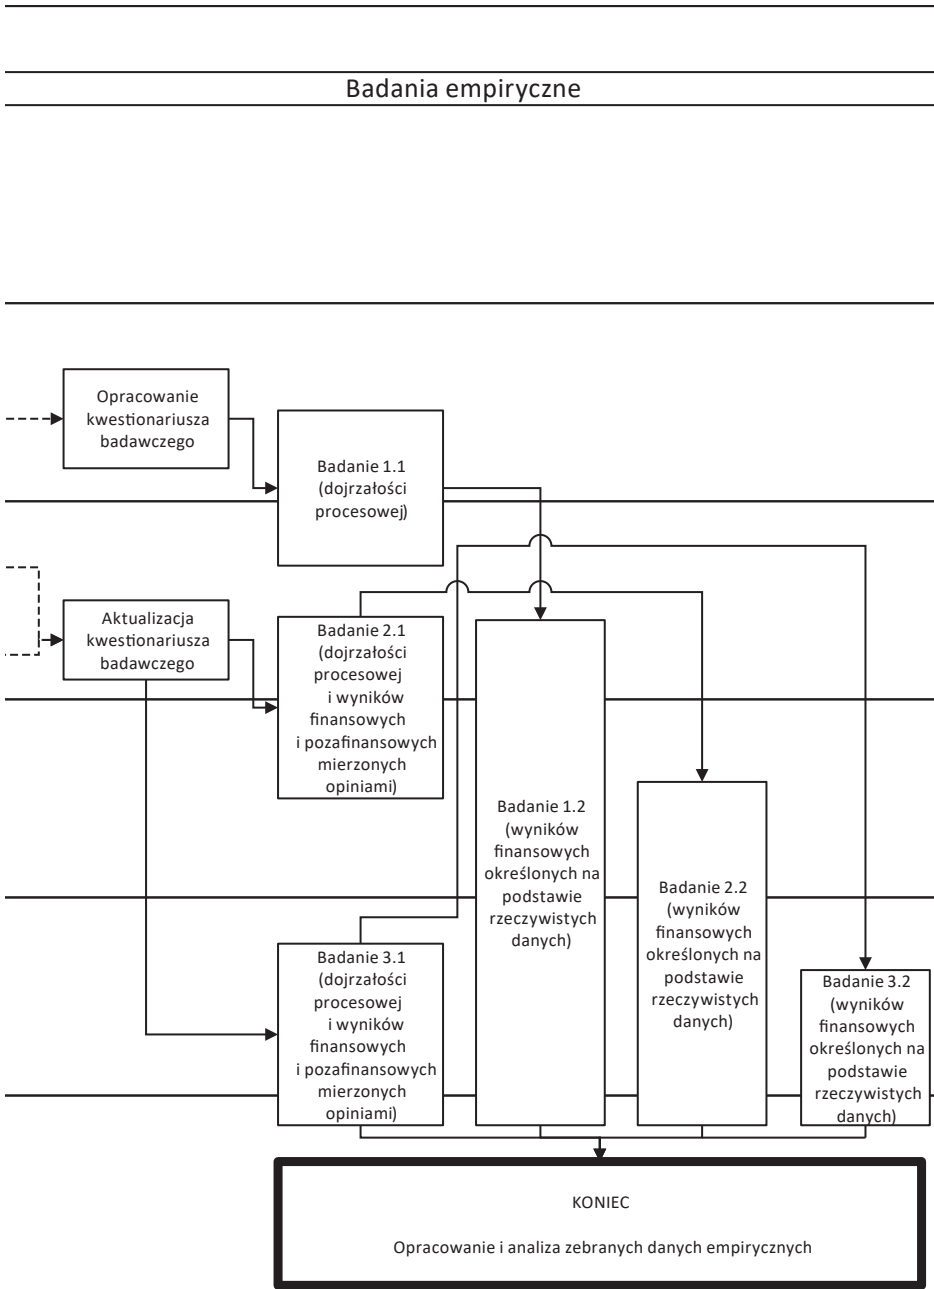 Badania empiryczne
Opracowanie
kwestionariusza
badawczego
Badanie 1.1
(dojrzałości
procesowej)
Aktualizacja
kwestionariusza
badawczego
Badanie 2.1
(dojrzałości
procesowej
i wyników
finansowych
i pozafinansowych
mierzonych
opiniami)
Badanie 1.2
(wyników
finansowych
określonych na
podstawie
rzeczywistych
danych)
Badanie 2.2
(wyników
finansowych
określonych na
podstawie
rzeczywistych
danych)
Badanie 3.1
(dojrzałości
procesowej
i wyników
finansowych
i pozafinansowych
mierzonych
opiniami)
Badanie 3.2
(wyników
finansowych
określonych na
podstawie
rzeczywistych
danych)
KONIEC
Opracowanie i analiza zebranych danych empirycznych